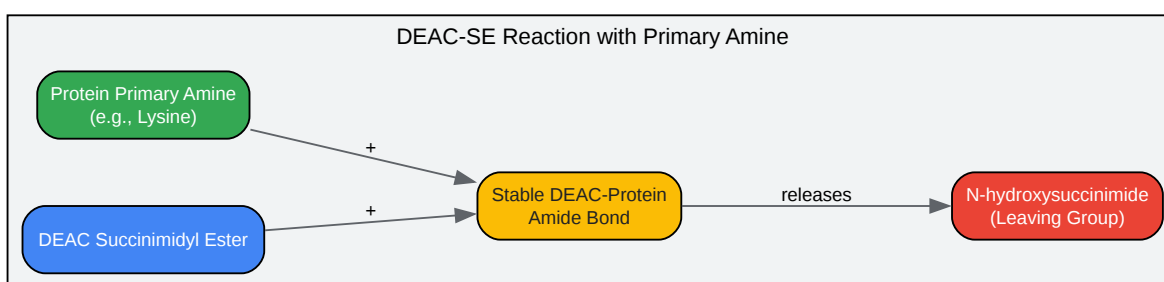 DEAC-SE Reaction with Primary Amine
Protein Primary Amine
(e.g., Lysine)
+
DEAC Succinimidyl Ester
+
Stable DEAC-Protein
Amide Bond
releases
N-hydroxysuccinimide
(Leaving Group)